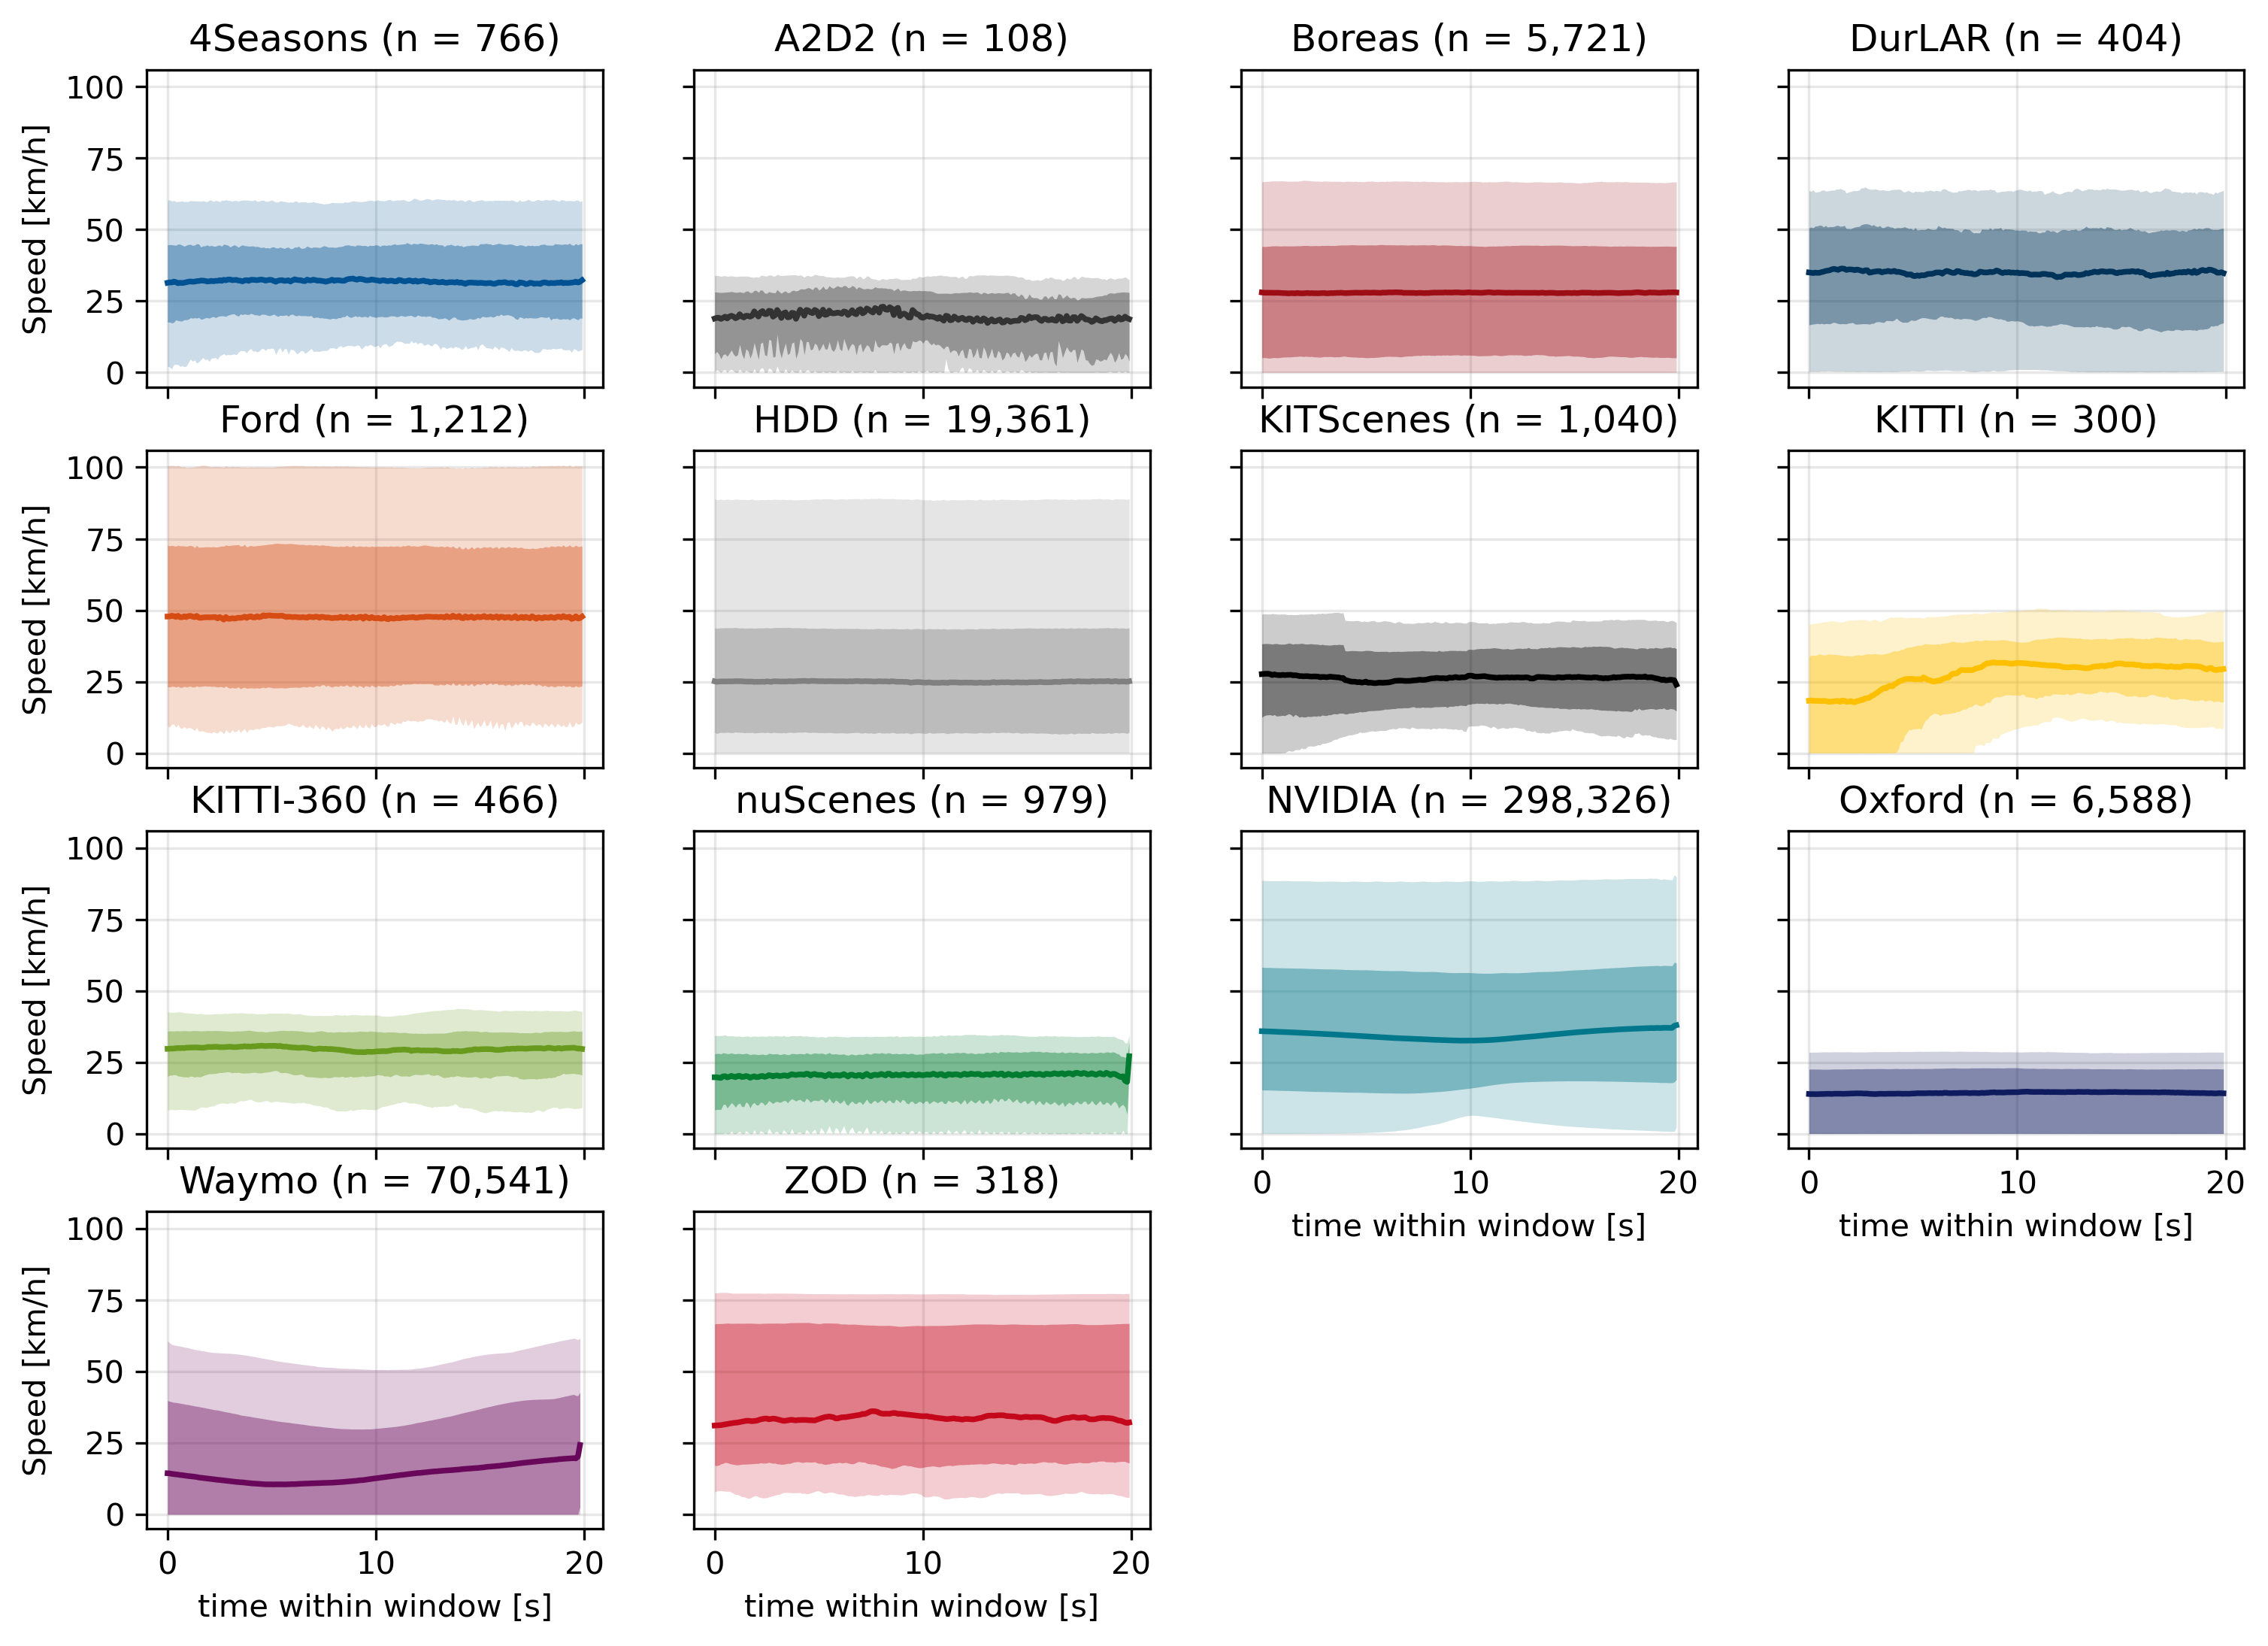 4Seasons (n = 766)
A2D2 (n = 108)
Boreas (n = 5,721)
DurLAR (n = 404)
Speed [km/h]
100
75
50
25
0
Ford (n = 1,212)
HDD (n = 19,361)
KITScenes (n = 1,040)
KITTI (n = 300)
Speed [km/h]
100
75
50
25
0
KITTI-360 (n = 466)
nuScenes (n = 979)
NVIDIA (n = 298,326)
Oxford (n = 6,588)
Speed [km/h]
100
75
50
25
0
0 10 20
time within window [s]
0 10 20
time within window [s]
Waymo (n = 70,541)
ZOD (n = 318)
Speed [km/h]
100
75
50
25
0
0 10 20
time within window [s]
0 10 20
time within window [s]